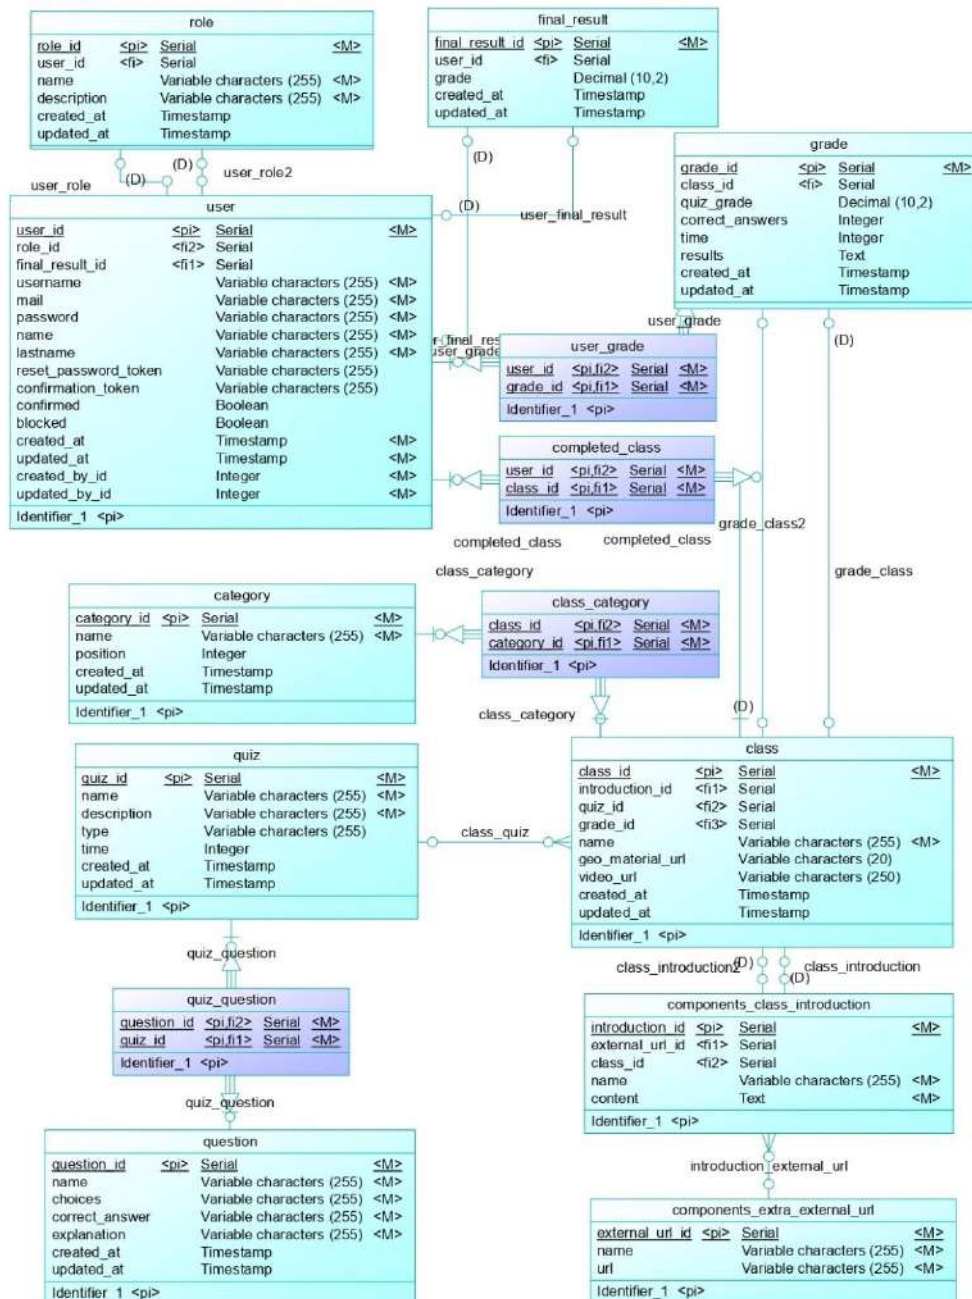 role
role_id <pi> Serial <M>
user_id <fi> Serial
name Variable characters (255) <M>
description Variable characters (255) <M>
created_at Timestamp
updated_at Timestamp
final_result
final_result_id <pi> Serial <M>
user_id <fi> Serial
grade Decimal (10,2)
created_at Timestamp
updated_at Timestamp
grade
grade_id <pi> Serial <M>
class_id <fi> Serial
quiz_grade Decimal (10,2)
correct_answers Integer
time Integer
results Text
created_at Timestamp
updated_at Timestamp
(D)
(D)
user_role
user_role2
(D)
(D)
user_final_result
user
user_id <pi> Serial <M>
role_id <fi2> Serial
final_result_id <fi1> Serial
username Variable characters (255) <M>
mail Variable characters (255) <M>
password Variable characters (255) <M>
name Variable characters (255) <M>
lastname Variable characters (255) <M>
reset_password_token Variable characters (255)
confirmation_token Variable characters (255)
confirmed Boolean
blocked Boolean
created_at Timestamp <M>
updated_at Timestamp <M>
created_by_id Integer <M>
updated_by_id Integer <M>
Identifier_1 <pi>
user_grade
(D)
user_grade
user_grade
user_id <pi,fi2> Serial <M>
grade_id <pi,fi1> Serial <M>
Identifier_1 <pi>
completed_class
user_id <pi,fi2> Serial <M>
class_id <pi,fi1> Serial <M>
Identifier_1 <pi>
completed_class
completed_class
grade_class2
grade_class
class_category
category
category_id <pi> Serial <M>
name Variable characters (255) <M>
position Integer
created_at Timestamp
updated_at Timestamp
Identifier_1 <pi>
class_category
class_id <pi,fi2> Serial <M>
category_id <pi,fi1> Serial <M>
Identifier_1 <pi>
class_category
(D)
quiz
quiz_id <pi> Serial <M>
name Variable characters (255) <M>
description Variable characters (255) <M>
type Variable characters (255)
time Integer
created_at Timestamp
updated_at Timestamp
Identifier_1 <pi>
class_quiz
class
class_id <pi> Serial <M>
introduction_id <fi1> Serial
quiz_id <fi2> Serial
grade_id <fi3> Serial
name Variable characters (255) <M>
geo_material_url Variable characters (20)
video_url Variable characters (250)
created_at Timestamp
updated_at Timestamp
Identifier_1 <pi>
quiz_question
class_introduction2
(D)
class_introduction
(D)
quiz_question
question_id <pi,fi2> Serial <M>
quiz_id <pi,fi1> Serial <M>
Identifier_1 <pi>
quiz_question
components_class_introduction
introduction_id <pi> Serial <M>
external_url_id <fi1> Serial
class_id <fi2> Serial
name Variable characters (255) <M>
content Text <M>
Identifier_1 <pi>
introduction_external_url
question
question_id <pi> Serial <M>
name Variable characters (255) <M>
choices Variable characters (255) <M>
correct_answer Variable characters (255) <M>
explanation Variable characters (255) <M>
created_at Timestamp
updated_at Timestamp
Identifier_1 <pi>
components_extra_external_url
external_url_id <pi> Serial <M>
name Variable characters (255) <M>
url Variable characters (255) <M>
Identifier_1 <pi>